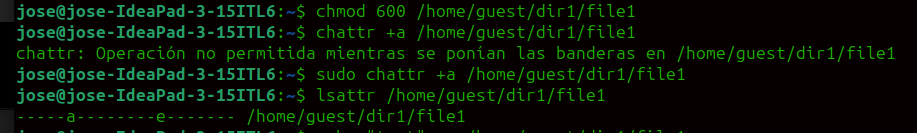 jose@jose-IdeaPad-3-15ITL6:~$ chmod 600 /home/guest/dir1/file1
jose@jose-IdeaPad-3-15ITL6:~$ chattr +a /home/guest/dir1/file1
chattr: Operación no permitida mientras se ponían las banderas en /home/guest/dir1/file1
jose@jose-IdeaPad-3-15ITL6:~$ sudo chattr +a /home/guest/dir1/file1
jose@jose-IdeaPad-3-15ITL6:~$ lsattr /home/guest/dir1/file1
-----a--------e------- /home/guest/dir1/file1